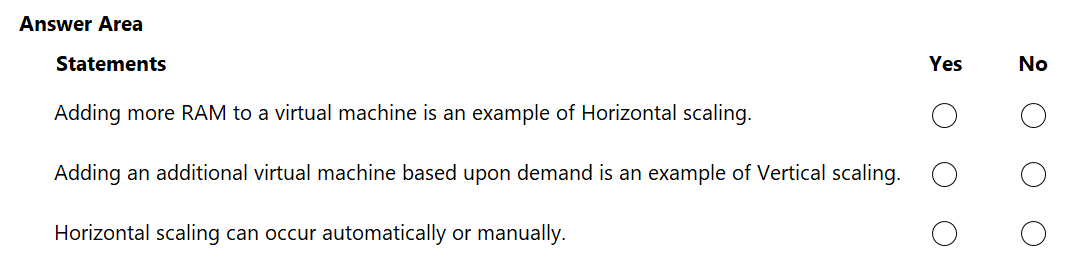 Answer Area
Statements Yes No
Adding more RAM to a virtual machine is an example of Horizontal scaling.
Adding an additional virtual machine based upon demand is an example of Vertical scaling.
Horizontal scaling can occur automatically or manually.